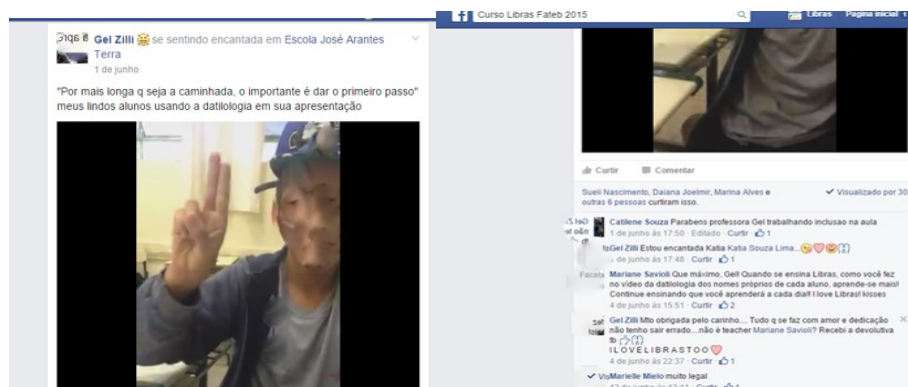 Gel Zilli se sentindo encantada em Escola José Arantes
Terra
1 de junho
"Por mais longa q seja a caminhada, o importante é dar o primeiro passo"
meus lindos alunos usando a datilologia em sua apresentação
Curso Libras Fateb 2015
Libras Página inicial 1
Curtir Comentar
Sueli Nascimento, Daiana Joelmir, Marina Alves e
outras 6 pessoas curtiram isso.
Visualizado por 30
Catilene Souza Parabens professora Gel trabalhando inclusao na aula
1 de junho às 17:50 · Editado · Curtir · 1
Gel Zilli Estou encantada Katia Katia Souza Lima...
de junho às 17:48 · Curtir · 1
Mariane Savioli Que máximo, Gel! Quando se ensina Libras, como você fez
no vídeo da datilologia dos nomes próprios de cada aluno, aprende-se mais!
Continue ensinando que você aprenderá a cada dia!! I love Libras! kisses
4 de junho às 15:51 · Curtir · 2
Gel Zilli Mto obrigada pelo carinho.... Tudo q se faz com amor e dedicação
não tenho sair errado....não é teacher Mariane Savioli? Recebi a devolutiva
tb
I L O V E L I B R A S T O O
4 de junho às 22:37 · Curtir · 1
Marielle Mielo muito legal